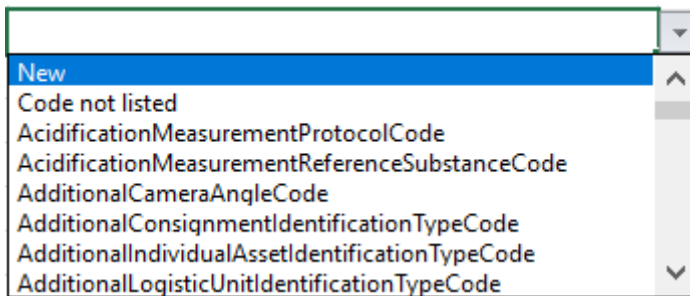 New
Code not listed
AcidificationMeasurementProtocolCode
AcidificationMeasurementReferenceSubstanceCode
AdditionalCameraAngleCode
AdditionalConsignmentIdentificationTypeCode
AdditionalIndividualAssetIdentificationTypeCode
AdditionalLogisticUnitIdentificationTypeCode